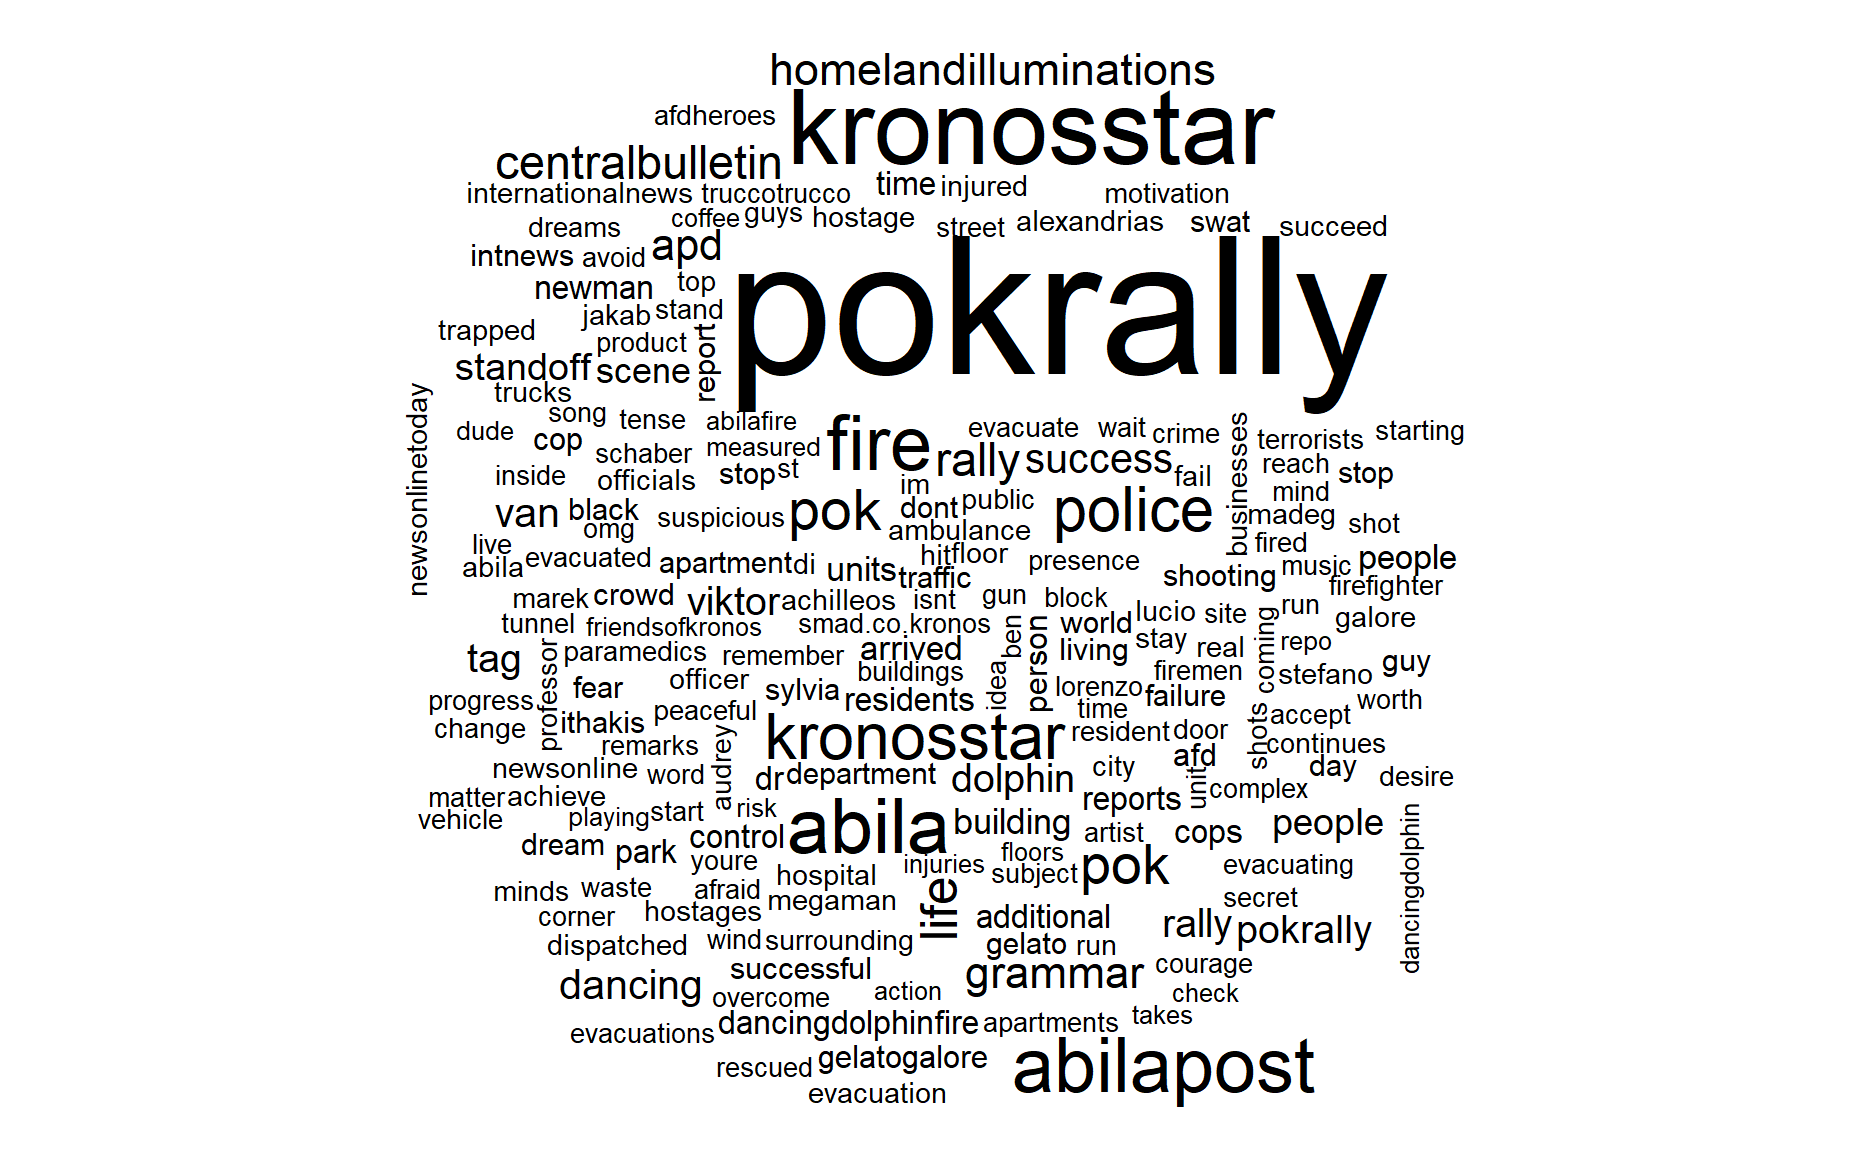 homelandilluminations
afdheroes kronosstar
centralbulletin
internationalnews truccotrucco time injured motivation
dreams coffee guys hostage street alexandrias swat succeed
intnews avoid apd
pokrally
newman top
jakab stand
trapped product report
standoff scene
trucks
newsonlinetoday
song tense abilafire fire evacuate wait crime businesses terrorists starting
dude cop schaber measured rally success fail reach stop
inside officials stop st im mind
van black suspicious pok dont public police madeg shot
omg ambulance fired
live evacuated apartment di units hit floor presence shooting music people
abila traffic firefighter
marek crowd viktor achilleos isnt gun block lucio site coming run galore
tunnel friendsofkronos smad.co.kronos ben person world stay real repo
tag professor paramedics remember arrived living firemen stefano guy
officer buildings idea
progress fear sylvia residents lorenzo failure worth
change ithakis peaceful kronosstar time resident door shots accept
remarks audrey afd continues
newsonline word dr department dolphin city unit day desire
matter achieve reports complex
vehicle playing start risk abila building artist cops people dancingdolphin
dream park control
youre injuries floors pok evacuating
minds waste afraid hospital life subject secret
corner hostages megaman additional rally pokrally
dispatched wind surrounding gelato run
successful grammar courage
dancing overcome action check
evacuations dancingdolphinfire apartments takes
rescued gelatogalore abilapost
evacuation